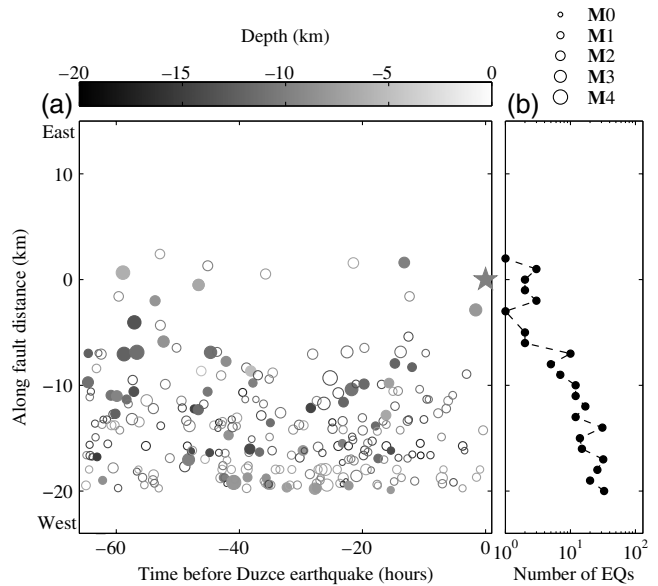 Depth (km)
−20 −15 −10 −5 0
M0
M1
M2
M3
M4
(a)
(b)
East
10
0
−10
−20
West
Along fault distance (km)
−60 −40 −20 0
Time before Duzce earthquake (hours)
10^0 10^1 10^2
Number of EQs